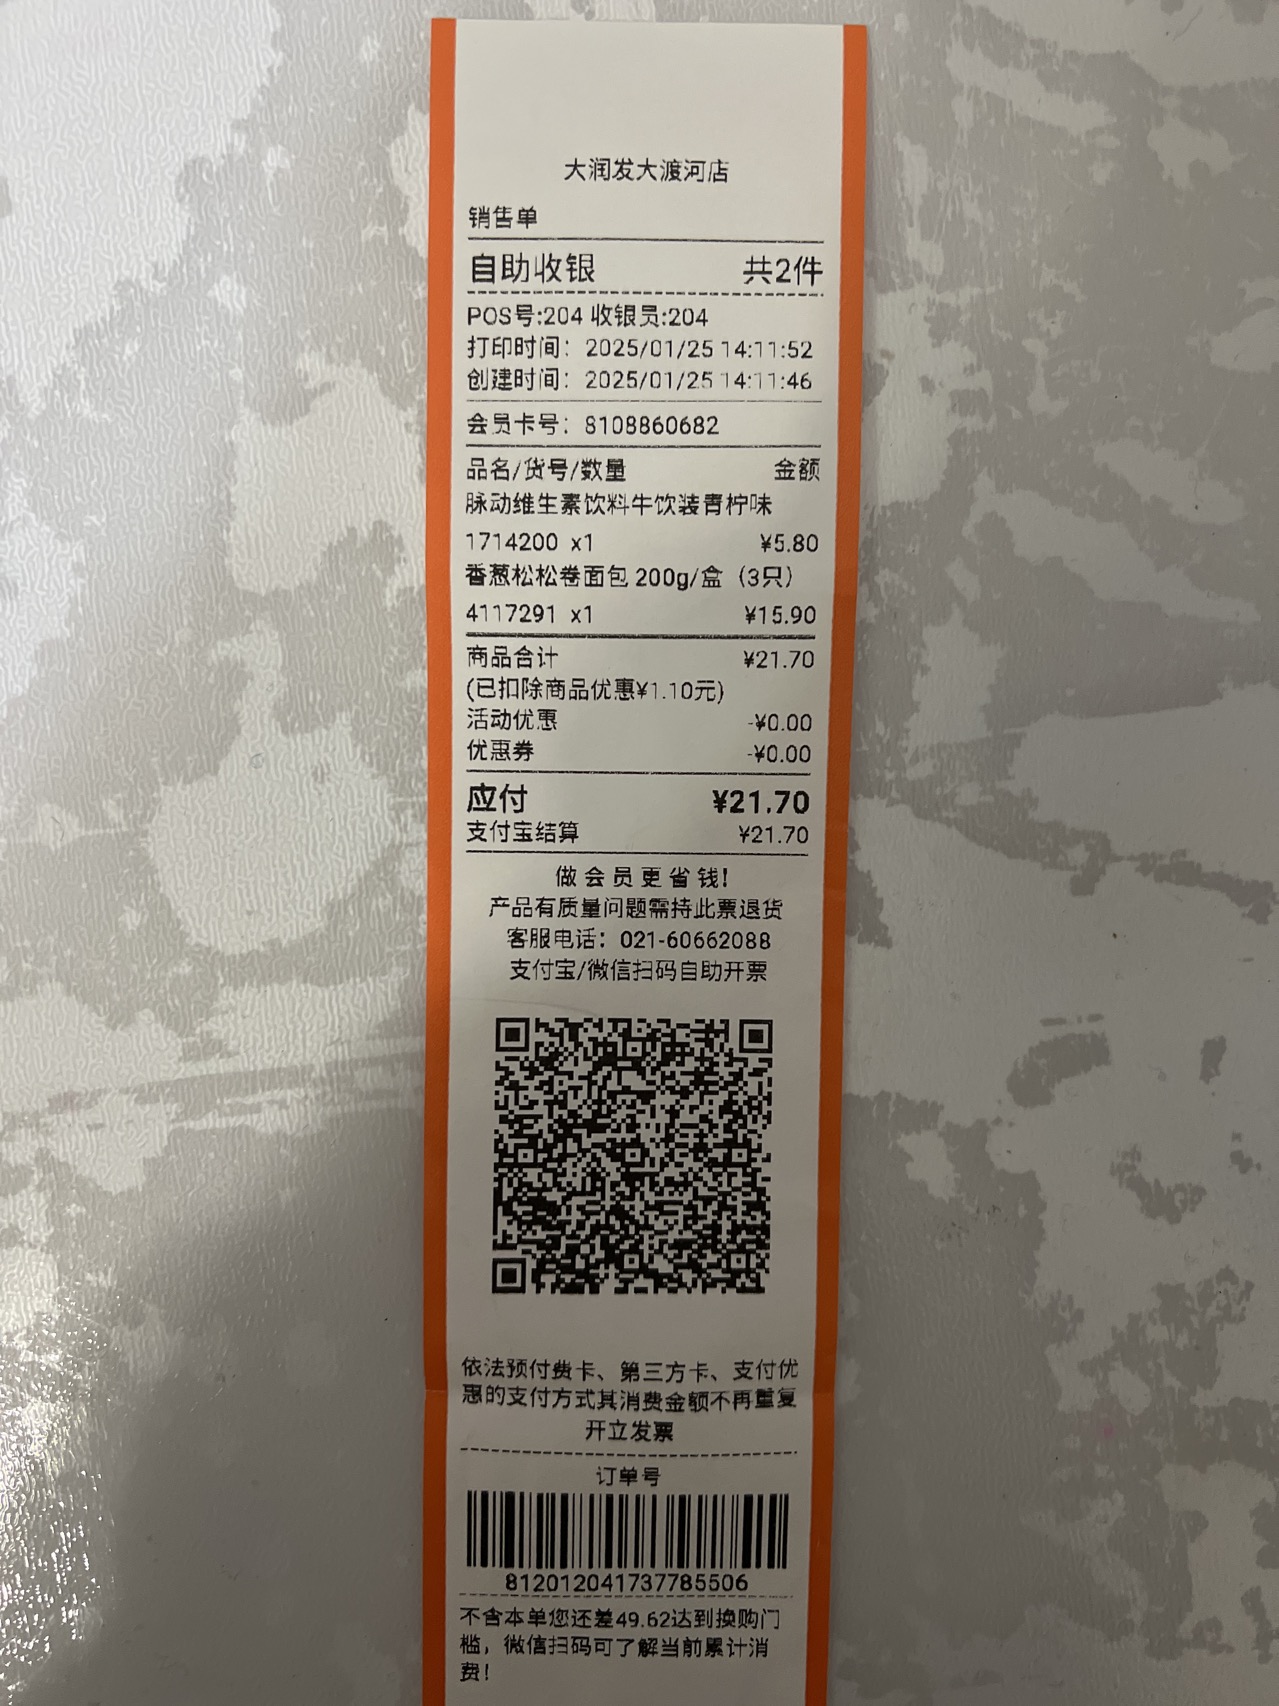 大润发大渡河店
销售单
自助收银 共2件
POS号:204 收银员:204
打印时间：2025/01/25 14:11:52
创建时间：2025/01/25 14:11:46
会员卡号：8108860682
品名/货号/数量 金额
脉动维生素饮料牛饮装青柠味
1714200 x1 ¥5.80
香葱松松卷面包 200g/盒（3只）
4117291 x1 ¥15.90
商品合计 ¥21.70
(已扣除商品优惠¥1.10元)
活动优惠 -¥0.00
优惠券 -¥0.00
应付 ¥21.70
支付宝结算 ¥21.70
做会员更省钱!
产品有质量问题需持此票退货
客服电话：021-60662088
支付宝/微信扫码自助开票
依法预付费卡、第三方卡、支付优
惠的支付方式其消费金额不再重复
开立发票
订单号
812012041737785506
不含本单您还差49.62达到换购门
槛，微信扫码可了解当前累计消
费!